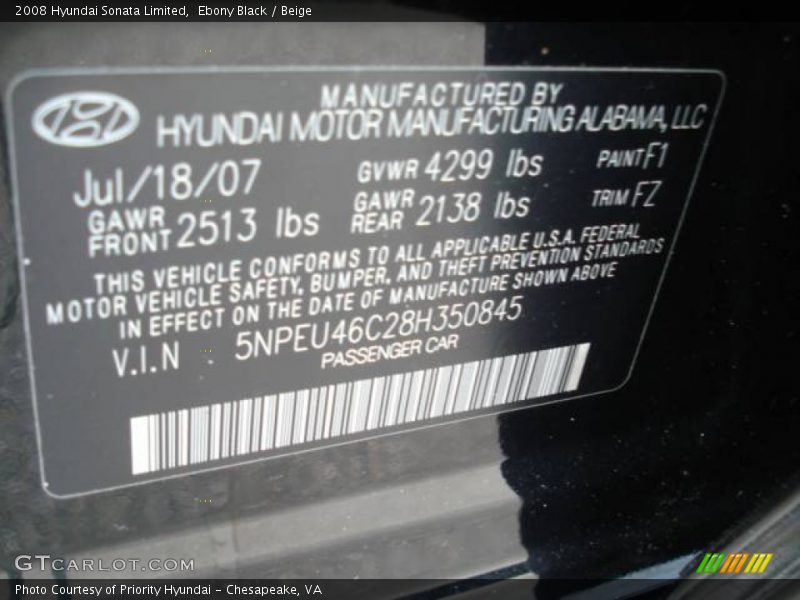 2008 Hyundai Sonata Limited, Ebony Black / Beige
MANUFACTURED BY
HYUNDAI MOTOR MANUFACTURING ALABAMA, LLC
Jul/18/07 GVWR 4299 lbs PAINT F1
GAWR FRONT 2513 lbs GAWR REAR 2138 lbs TRIM FZ
THIS VEHICLE CONFORMS TO ALL APPLICABLE U.S.A. FEDERAL
MOTOR VEHICLE SAFETY, BUMPER, AND THEFT PREVENTION STANDARDS
IN EFFECT ON THE DATE OF MANUFACTURE SHOWN ABOVE
V.I.N : 5NPEU46C28H350845
PASSENGER CAR
GTCARLOT.COM
Photo Courtesy of Priority Hyundai - Chesapeake, VA